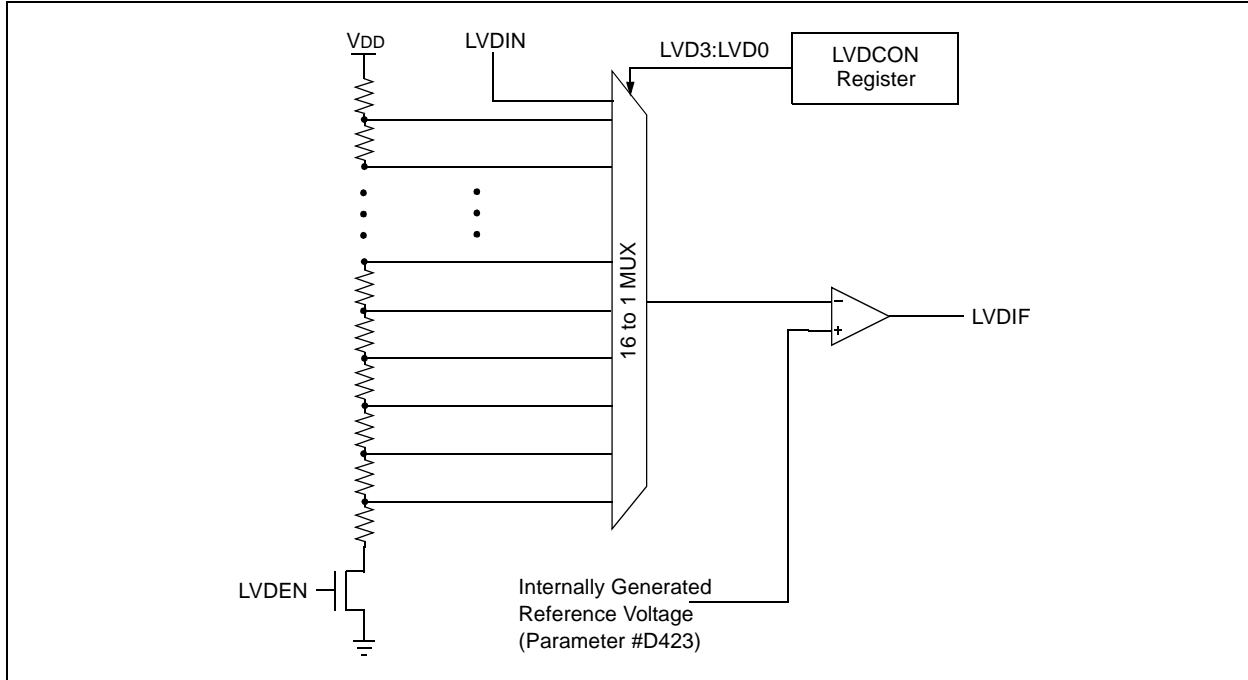 VDD
LVDIN
LVD3:LVD0
LVDCON
Register
16 to 1 MUX
–
+
LVDIF
LVDEN
Internally Generated
Reference Voltage
(Parameter #D423)